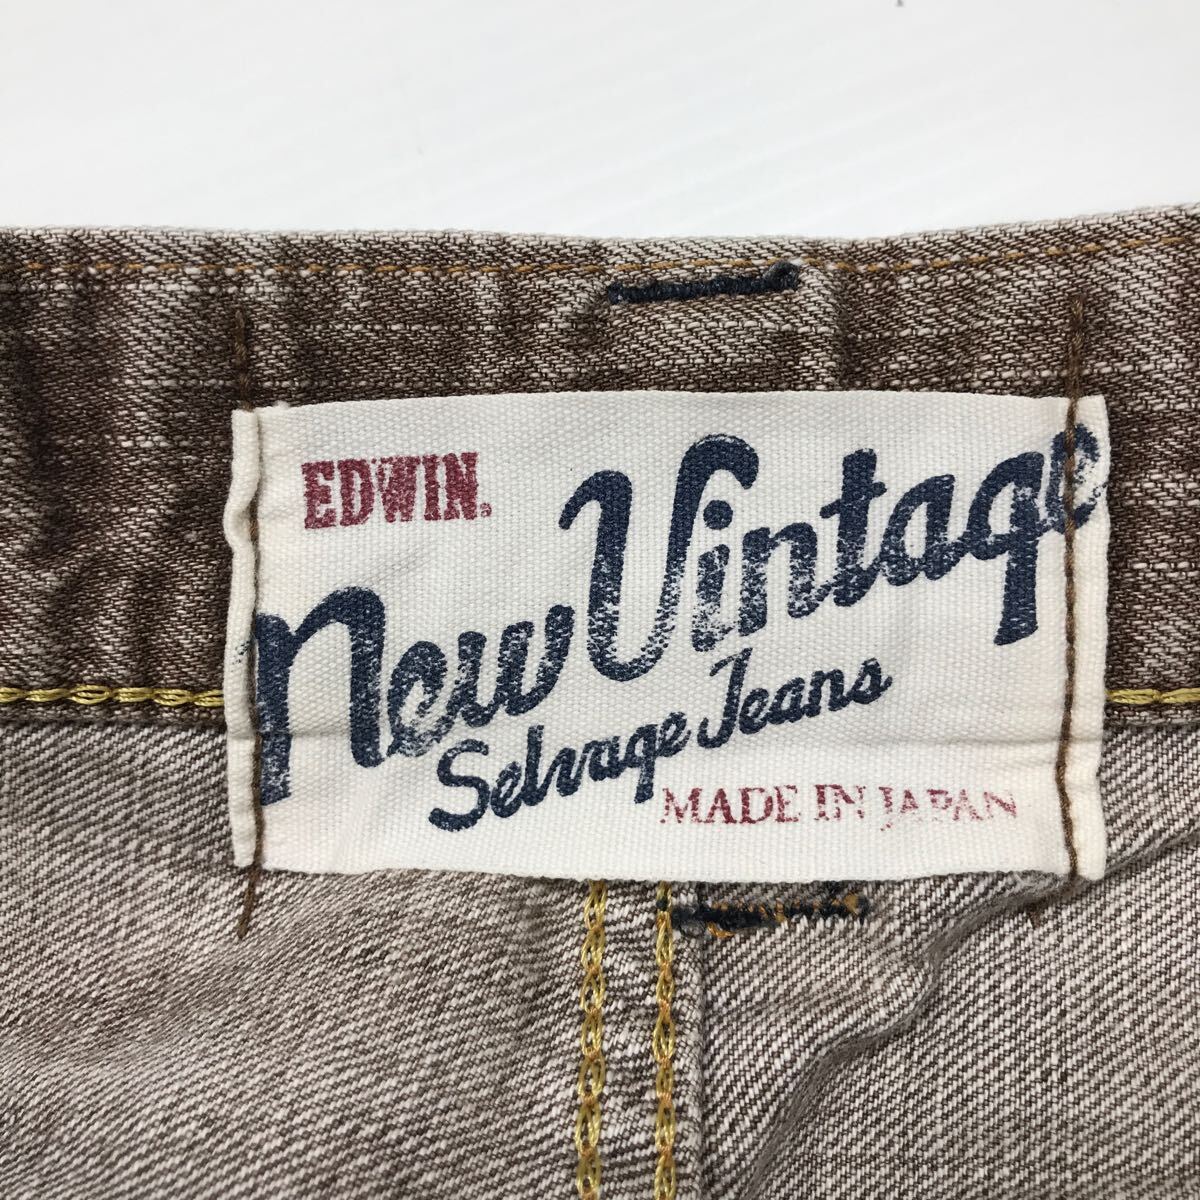 EDWIN.
New Vintage
Selvage Jeans
MADE IN JAPAN